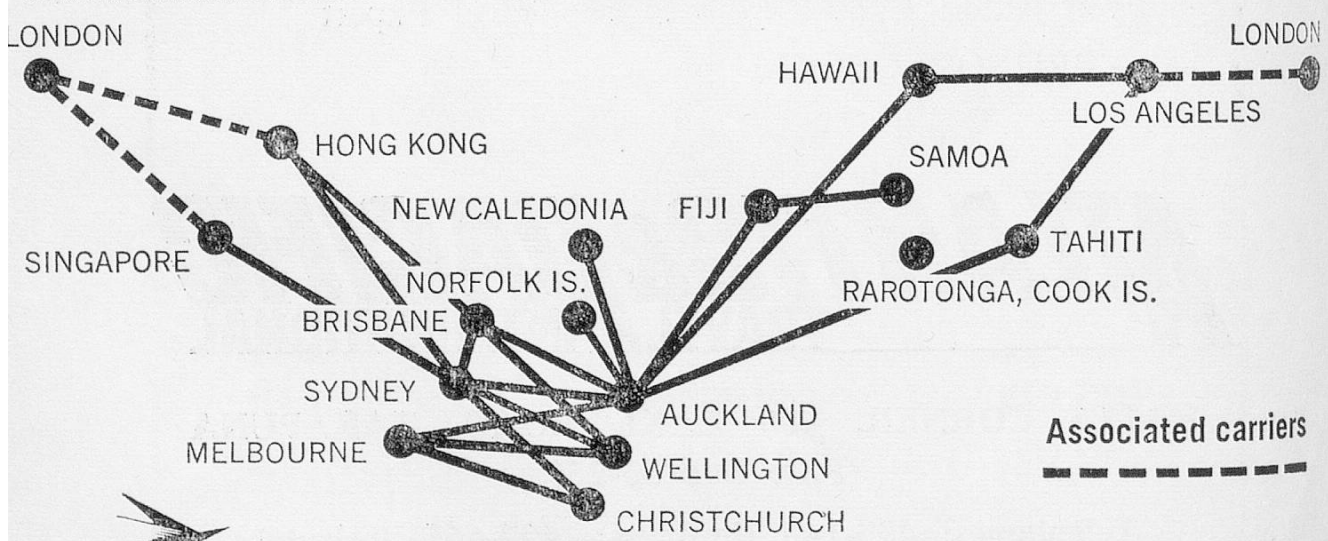 LONDON
LONDON
HAWAII
LOS ANGELES
HONG KONG
SAMOA
NEW CALEDONIA
FIJI
SINGAPORE
TAHITI
NORFOLK IS.
RAROTONGA, COOK IS.
BRISBANE
SYDNEY
AUCKLAND
Associated carriers
MELBOURNE
WELLINGTON
CHRISTCHURCH